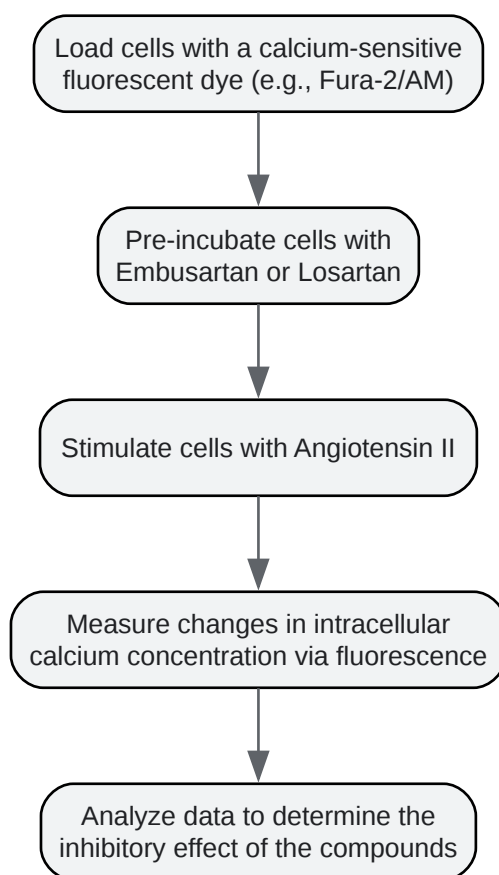 Load cells with a calcium-sensitive
fluorescent dye (e.g., Fura-2/AM)
Pre-incubate cells with
Embusartan or Losartan
Stimulate cells with Angiotensin II
Measure changes in intracellular
calcium concentration via fluorescence
Analyze data to determine the
inhibitory effect of the compounds